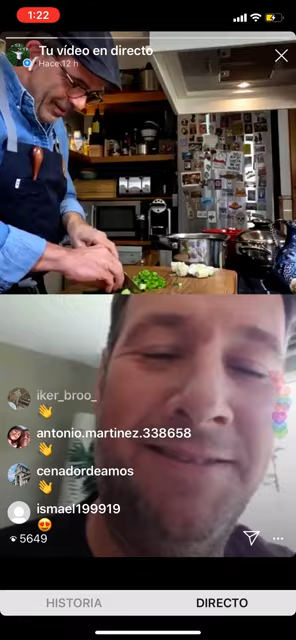 1:22
Tu vídeo en directo
Hace 12 h
iker_broo_
antonio.martinez.338658
cenadordeamos
ismael199919
5649
HISTORIA
DIRECTO